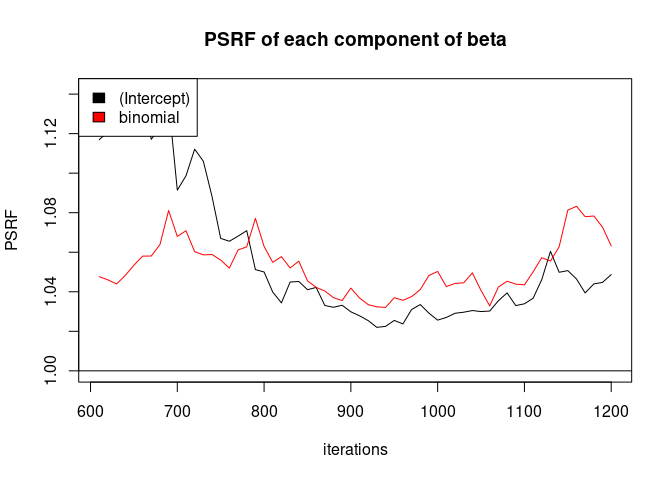 PSRF of each component of beta
(Intercept)
binomial
PSRF
1.12
1.08
1.04
1.00
600 700 800 900 1000 1100 1200
iterations